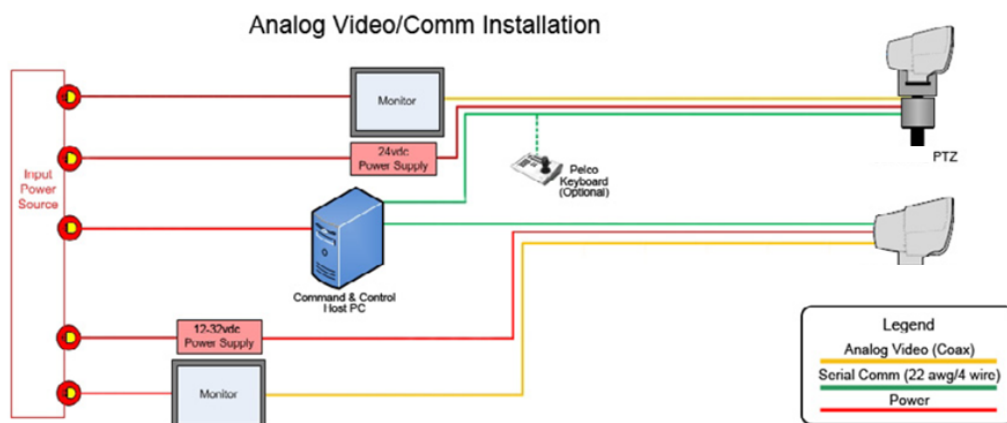 Analog Video/Comm Installation
Monitor
24vdc
Power Supply
Input
Power
Source
Pelco
Keyboard
(Optional)
PTZ
Command & Control
Host PC
12-32vdc
Power Supply
Monitor
Legend
Analog Video (Coax)
Serial Comm (22 awg/4 wire)
Power